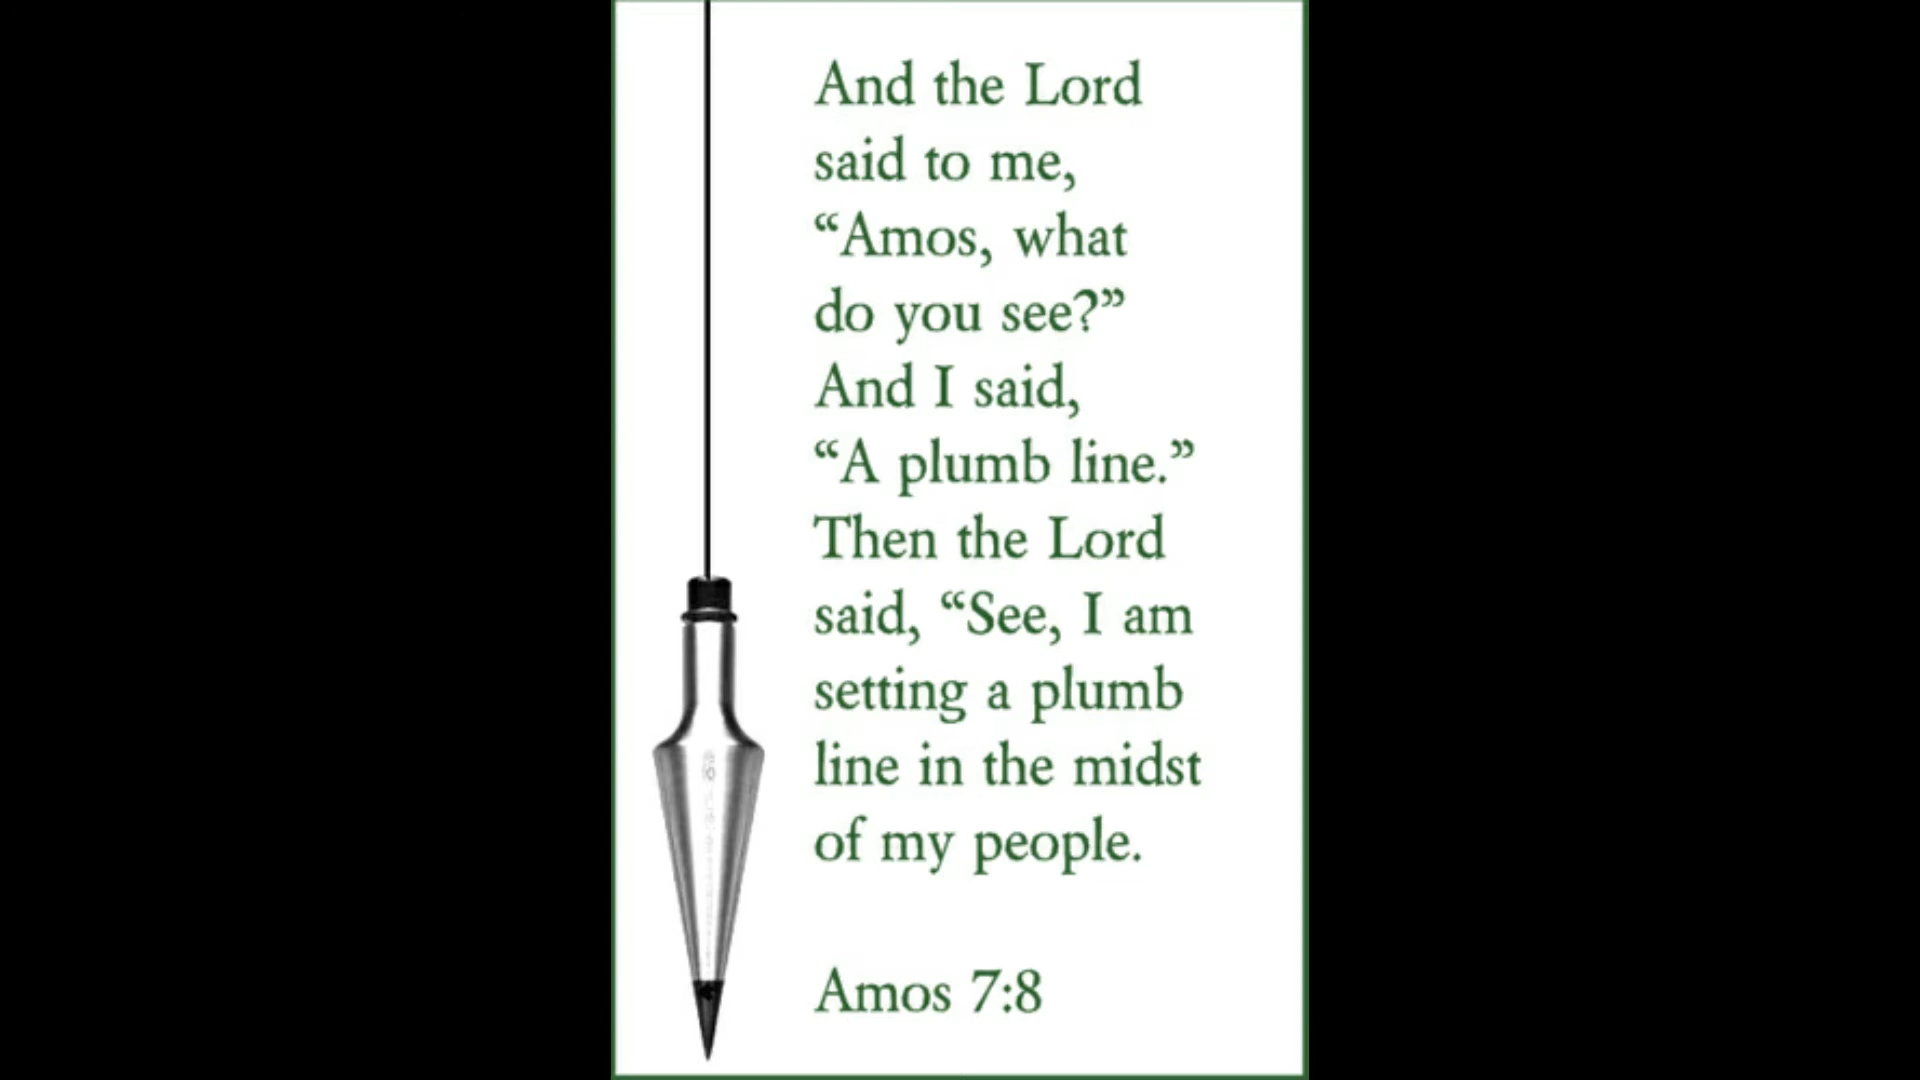 And the Lord
said to me,
“Amos, what
do you see?”
And I said,
“A plumb line.”
Then the Lord
said, “See, I am
setting a plumb
line in the midst
of my people.
Amos 7:8